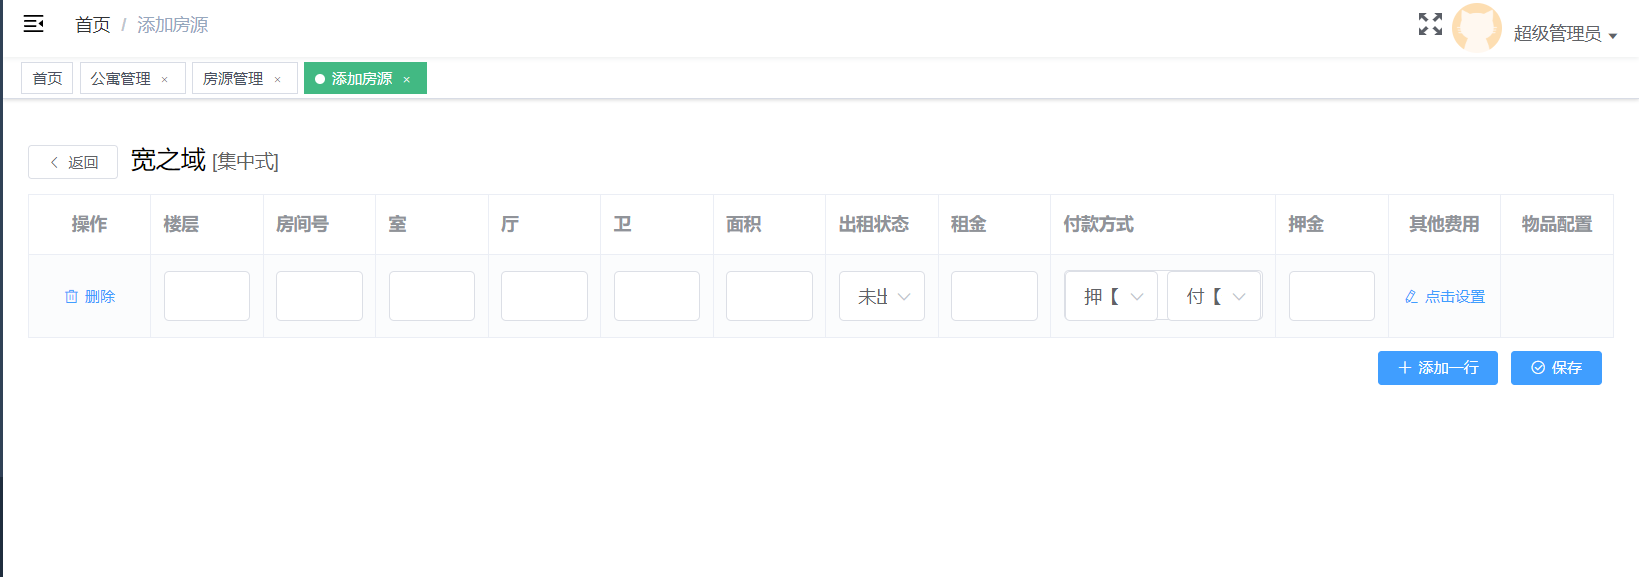 首页 / 添加房源
超级管理员
首页 公寓管理 × 房源管理 × 添加房源 ×
返回 宽之域 [集中式]
操作 楼层 房间号 室 厅 卫 面积 出租状态 租金 付款方式 押金 其他费用 物品配置
删除 未出 押【 付【 点击设置
添加一行 保存